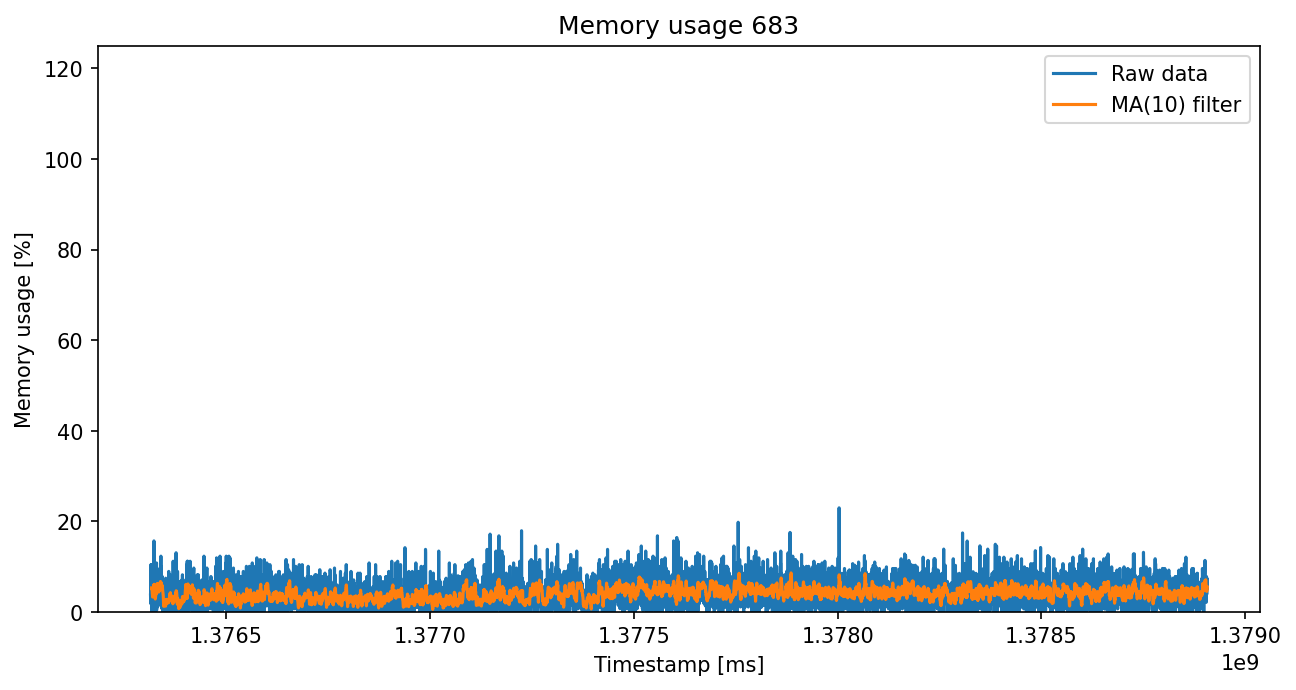 Memory usage 683
Raw data
MA(10) filter
Memory usage [%]
120
100
80
60
40
20
0
1.3765 1.3770 1.3775 1.3780 1.3785 1.3790
1e9
Timestamp [ms]